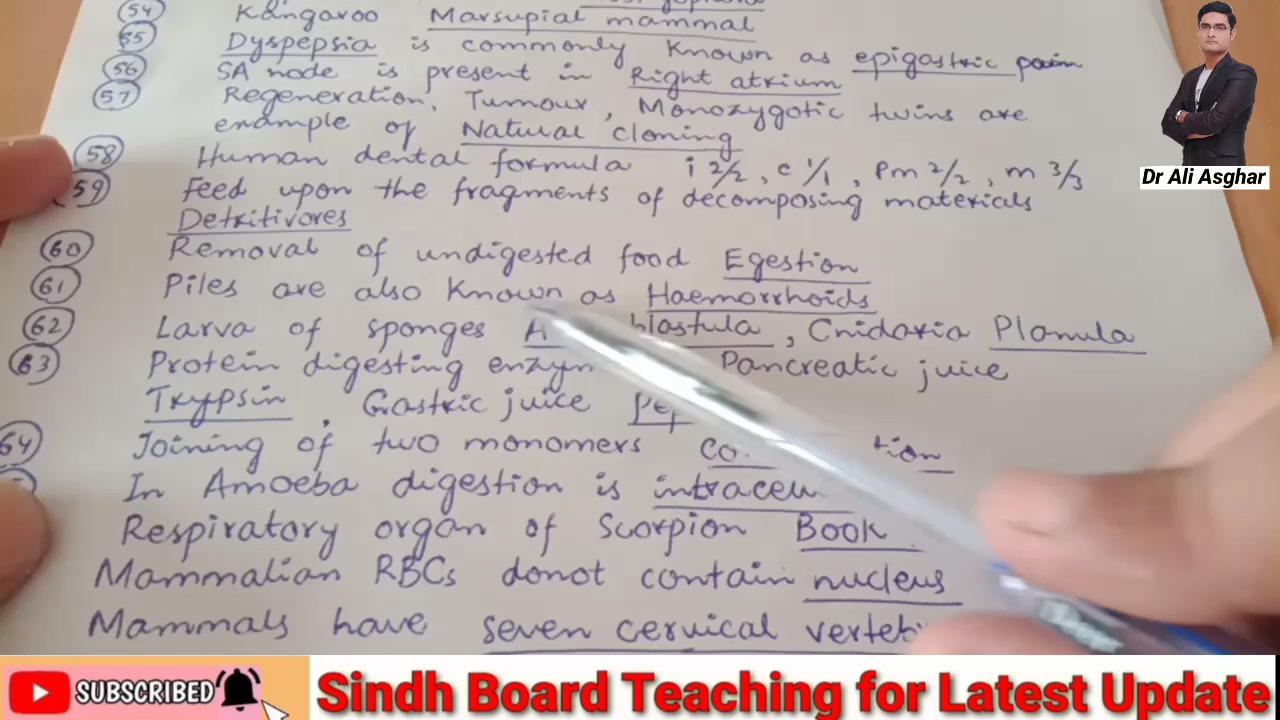 54 Kangaroo Marsupial mammal
55 Dyspepsia is commonly known as epigastric pain
56 SA node is present in Right atrium
57 Regeneration, Tumour, Monozygotic twins are
example of Natural cloning
58 Human dental formula i 2/2, c 1/1, Pm 2/2, m 3/3
59 Feed upon the fragments of decomposing materials
Detritivores
60 Removal of undigested food Egestion
61 Piles are also known as Haemorrhoids
62 Larva of sponges blastula, Cnidaria Planula
63 Protein digesting Pancreatic juice
Trypsin, Gastric juice
64 Joining of two monomers
In Amoeba digestion is
Respiratory organ of Scorpion Book
Mammalian RBCs donot contain nucleus
Mammals have seven cervical
Dr Ali Asghar
SUBSCRIBED
Sindh Board Teaching for Latest Update